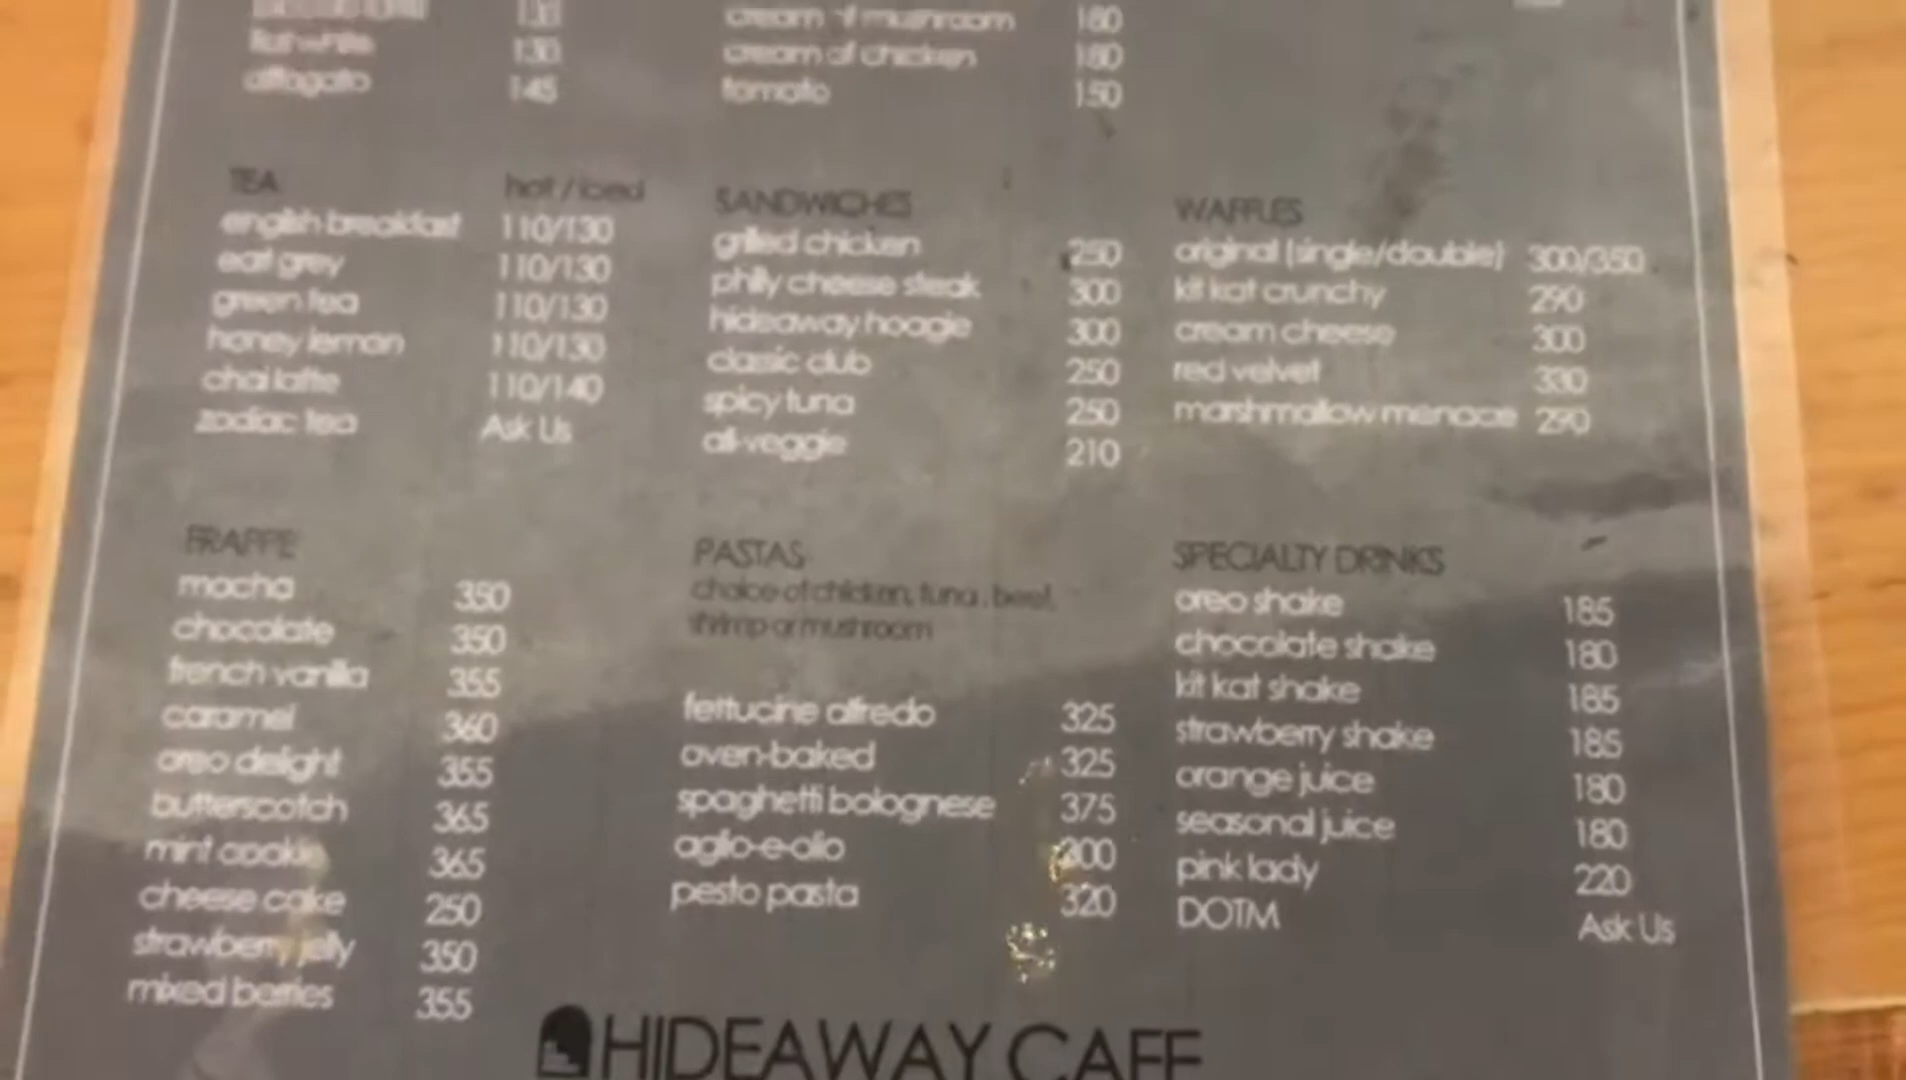 130
flat white 130
affogato 145
cream of mushroom 180
cream of chicken 180
tomato 150
TEA hot / iced
english breakfast 110/130
earl grey 110/130
green tea 110/130
honey lemon 110/130
chai latte 110/140
zodiac tea Ask Us
SANDWICHES
grilled chicken 250
philly cheese steak 300
hideaway hoagie 300
classic club 250
spicy tuna 250
all-veggie 210
WAFFLES
original (single/double) 300/350
kit kat crunchy 290
cream cheese 300
red velvet 330
marshmallow menace 290
FRAPPE
mocha 350
chocolate 350
french vanilla 355
caramel 360
oreo delight 355
butterscotch 365
mint cookie 365
cheese cake 250
strawberry jelly 350
mixed berries 355
PASTAS
choice of chicken, tuna, beef,
shrimp or mushroom
fettucine alfredo 325
oven-baked 325
spaghetti bolognese 375
aglio-e-olio
pesto pasta 320
SPECIALTY DRINKS
oreo shake 185
chocolate shake 180
kit kat shake 185
strawberry shake 185
orange juice 180
seasonal juice 180
pink lady 220
DOTM Ask Us
HIDEAWAY CAFE